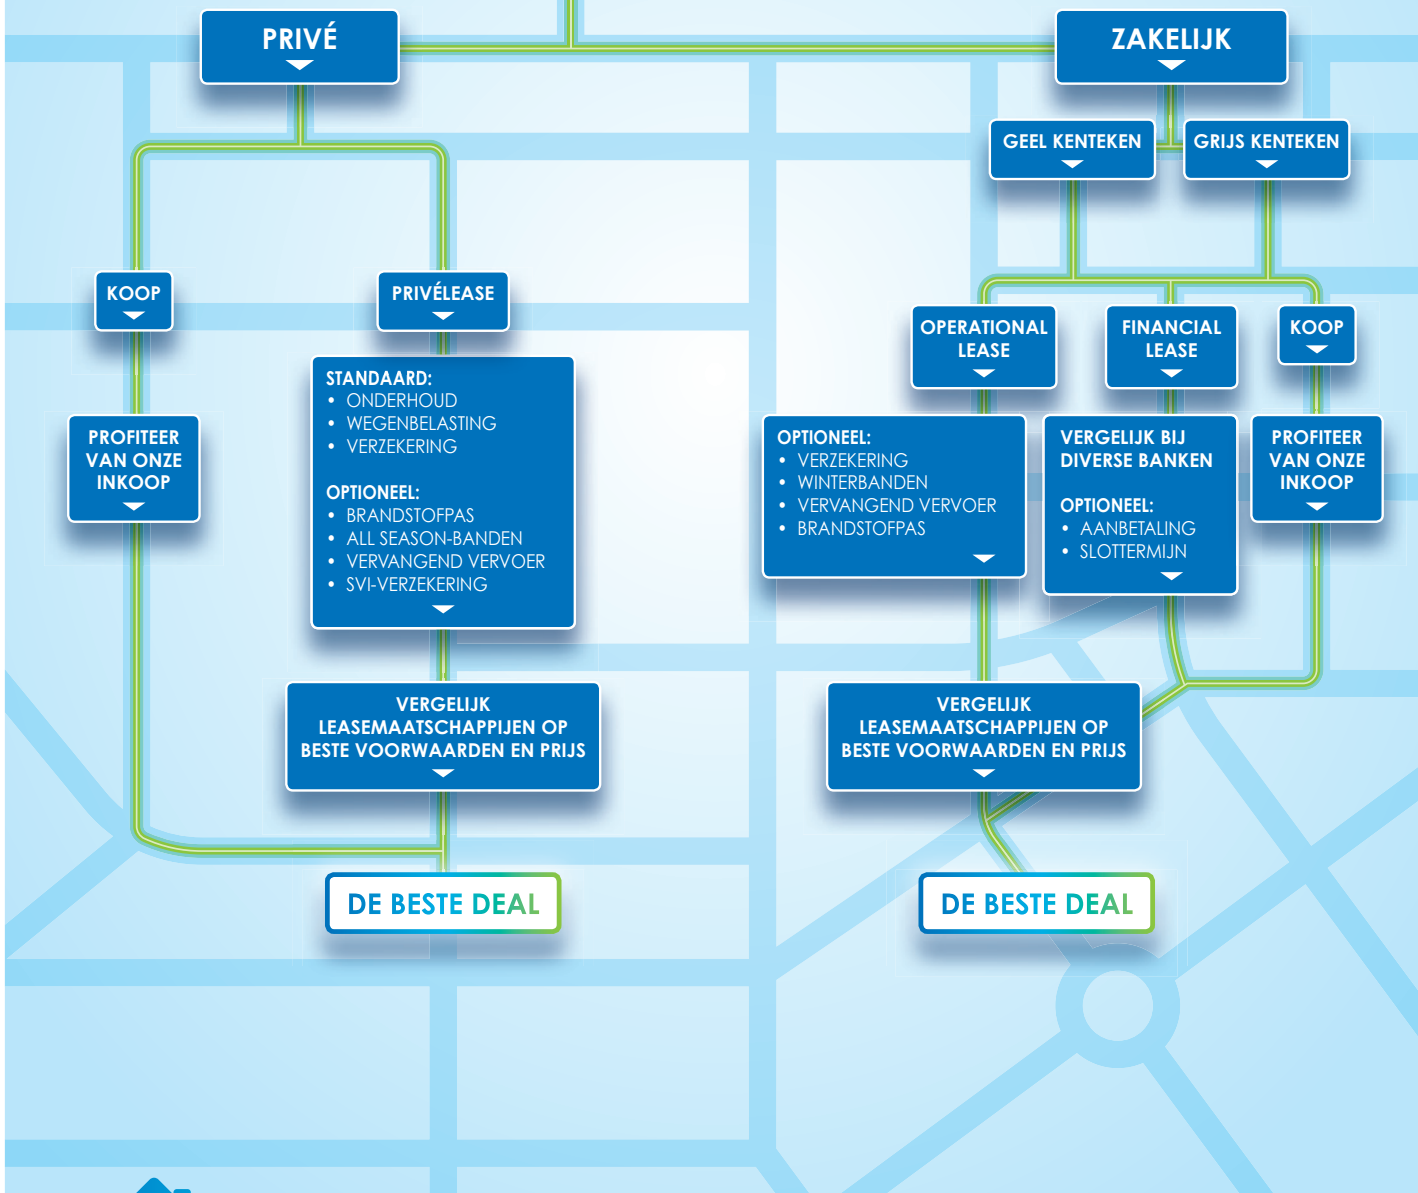 PRIVÉ
ZAKELIJK
GEEL KENTEKEN
GRIJS KENTEKEN
KOOP
PRIVÉLEASE
OPERATIONAL
LEASE
FINANCIAL
LEASE
KOOP
STANDAARD:
• ONDERHOUD
• WEGENBELASTING
• VERZEKERING
OPTIONEEL:
• BRANDSTOFPAS
• ALL SEASON-BANDEN
• VERVANGEND VERVOER
• SVI-VERZEKERING
PROFITEER
VAN ONZE
INKOOP
OPTIONEEL:
• VERZEKERING
• WINTERBANDEN
• VERVANGEND VERVOER
• BRANDSTOFPAS
VERGELIJK BIJ
DIVERSE BANKEN
OPTIONEEL:
• AANBETALING
• SLOTTERMIJN
PROFITEER
VAN ONZE
INKOOP
VERGELIJK
LEASEMAATSCHAPPIJEN OP
BESTE VOORWAARDEN EN PRIJS
VERGELIJK
LEASEMAATSCHAPPIJEN OP
BESTE VOORWAARDEN EN PRIJS
DE BESTE DEAL
DE BESTE DEAL